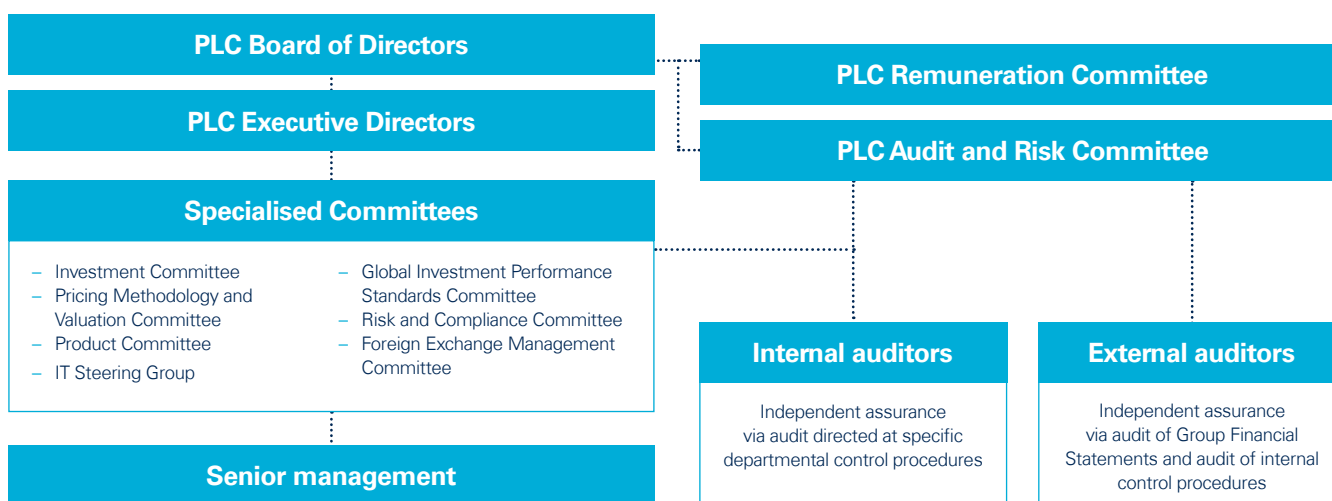 PLC Board of Directors
PLC Executive Directors
PLC Remuneration Committee
PLC Audit and Risk Committee
Specialised Committees
– Investment Committee
– Pricing Methodology and
Valuation Committee
– Product Committee
– IT Steering Group
– Global Investment Performance
Standards Committee
– Risk and Compliance Committee
– Foreign Exchange Management
Committee
Senior management
Internal auditors
Independent assurance
via audit directed at specific
departmental control procedures
External auditors
Independent assurance
via audit of Group Financial
Statements and audit of internal
control procedures